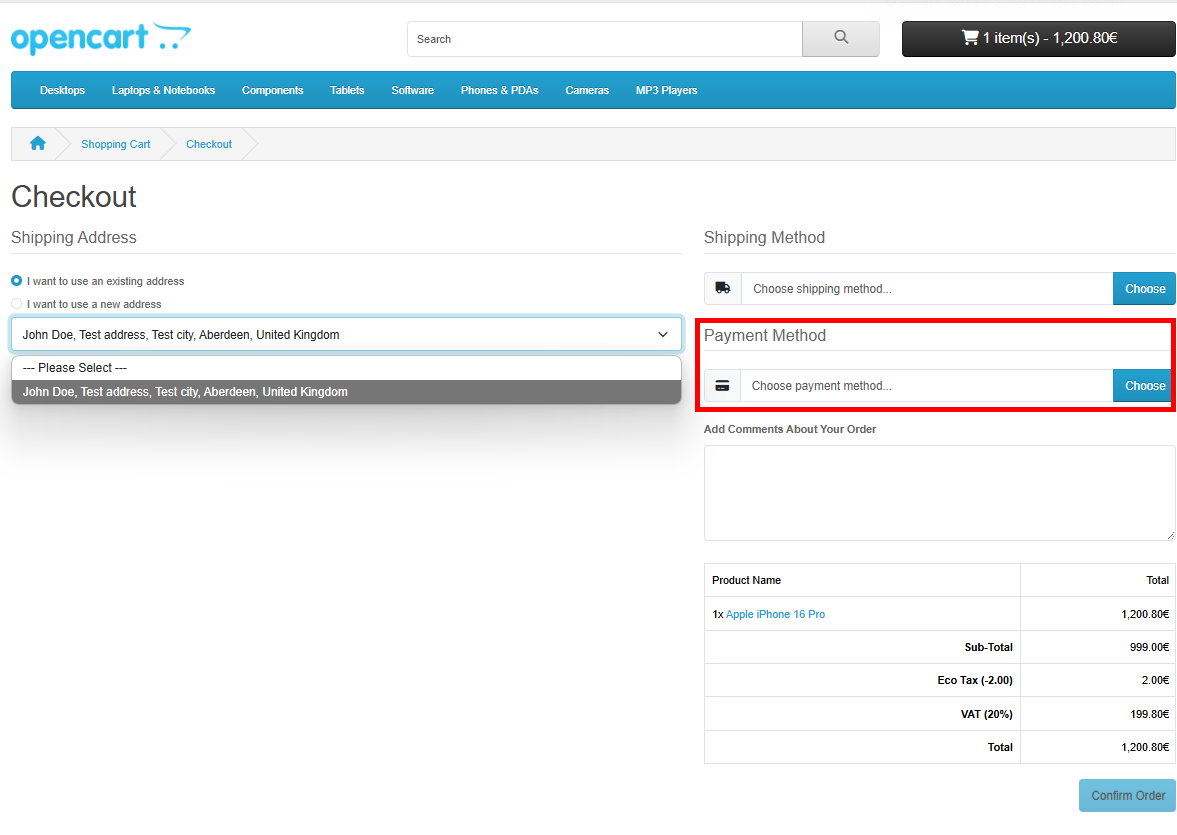 opencart
Search
1 item(s) - 1,200.80€
Desktops Laptops & Notebooks Components Tablets Software Phones & PDAs Cameras MP3 Players
Shopping Cart Checkout
Checkout
Shipping Address
I want to use an existing address
I want to use a new address
John Doe, Test address, Test city, Aberdeen, United Kingdom
--- Please Select ---
John Doe, Test address, Test city, Aberdeen, United Kingdom
Shipping Method
Choose shipping method... Choose
Payment Method
Choose payment method... Choose
Add Comments About Your Order
Product Name Total
1x Apple iPhone 16 Pro 1,200.80€
Sub-Total 999.00€
Eco Tax (-2.00) 2.00€
VAT (20%) 199.80€
Total 1,200.80€
Confirm Order